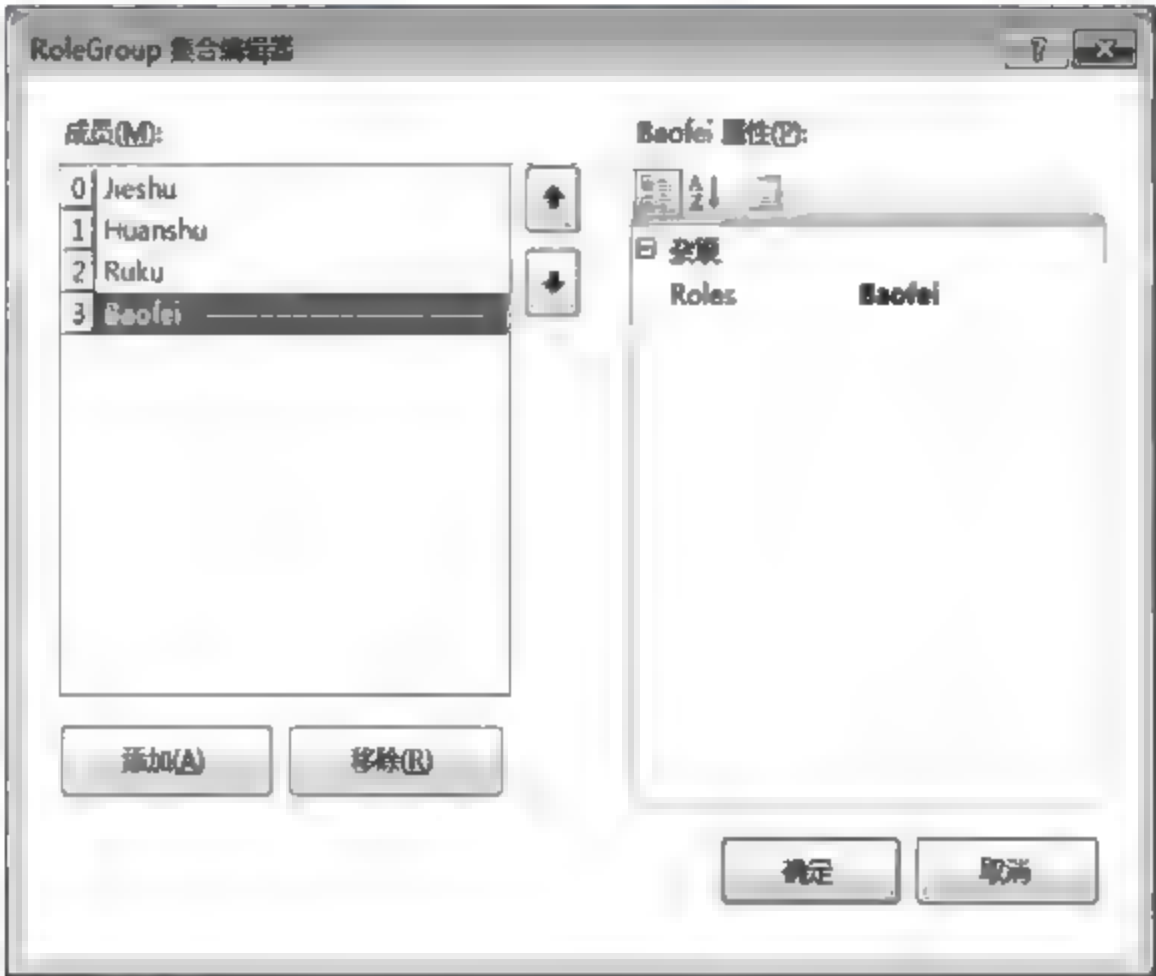 RoleGroup 集合编辑器
成员(M):
0 Jieshu
1 Huanshu
2 Ruku
3 Baofei
添加(A)
移除(R)
Baofei 属性(P):
杂项
Roles Baofei
确定
取消